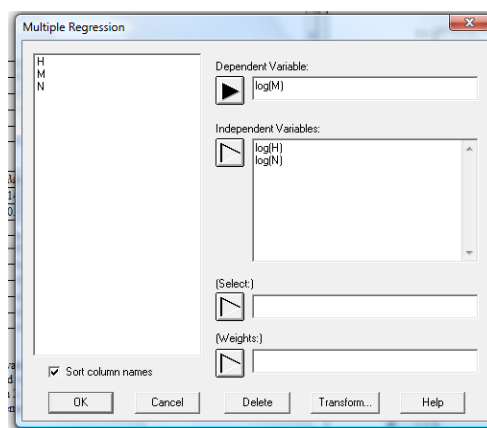 Multiple Regression
H
M
N
Dependent Variable:
log(M)
Independent Variables:
log(H)
log(N)
(Select:)
(Weights:)
Sort column names
OK
Cancel
Delete
Transform...
Help